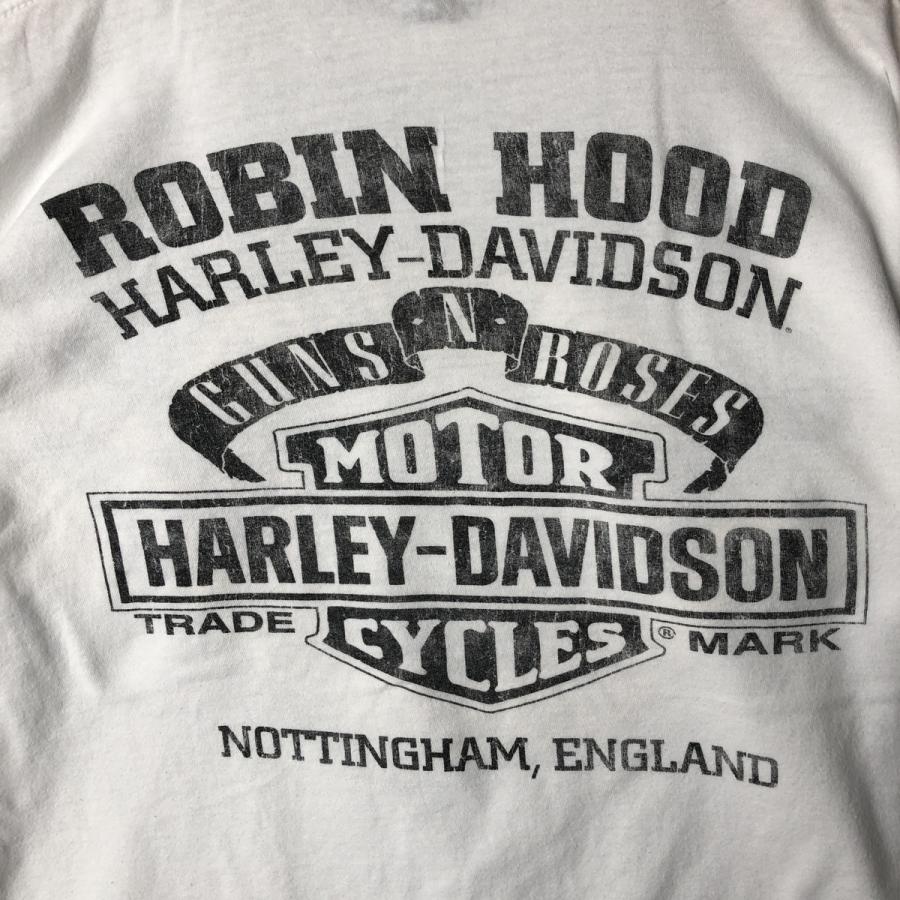 ROBIN HOOD
HARLEY-DAVIDSON
GUNS N ROSES
MOTOR
HARLEY-DAVIDSON
TRADE CYCLES ® MARK
NOTTINGHAM, ENGLAND